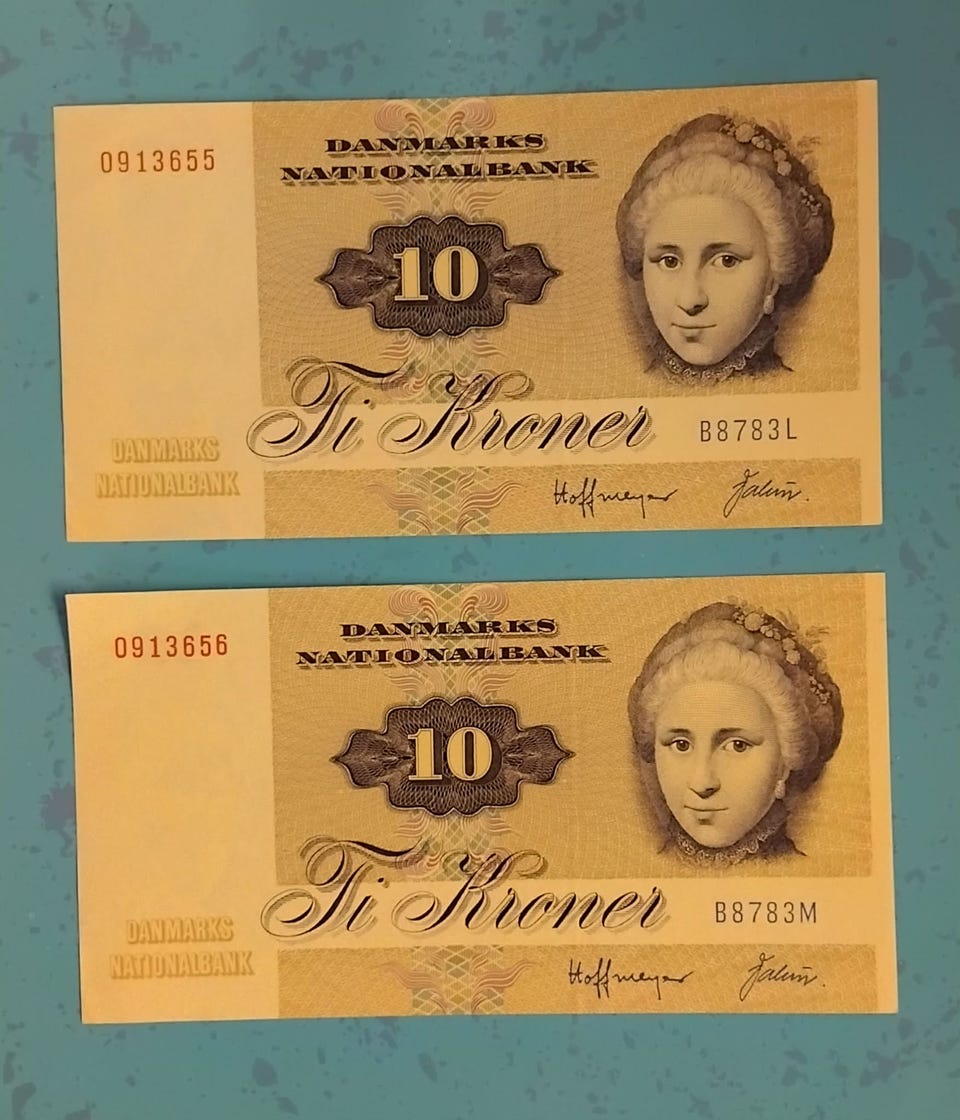 0913655
DANMARKS
NATIONALBANK
10
Ti Kroner
B8783L
DANMARKS
NATIONALBANK
Hoffmeyer
0913656
DANMARKS
NATIONALBANK
10
Ti Kroner
B8783M
DANMARKS
NATIONALBANK
Hoffmeyer